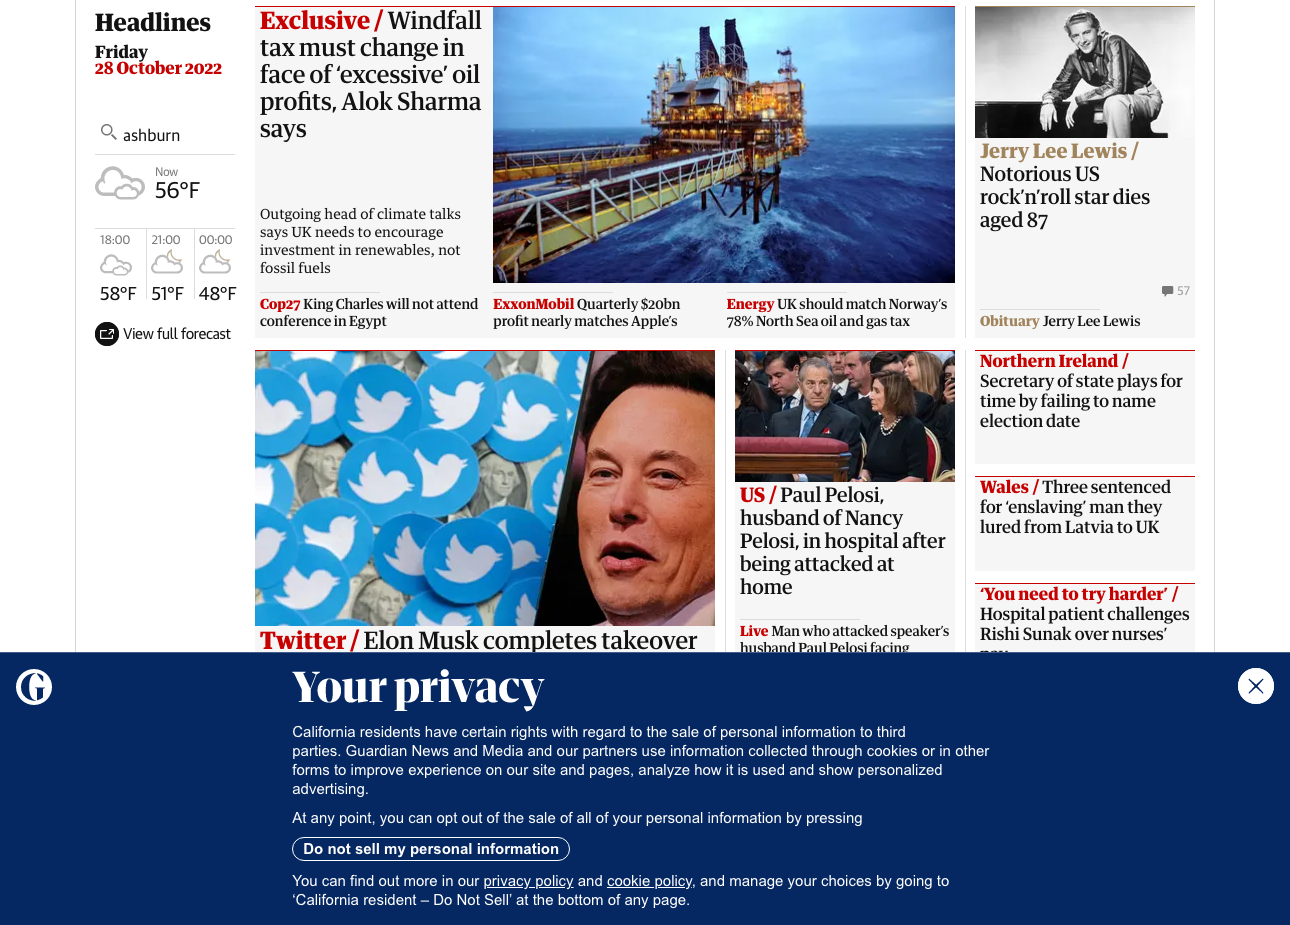 Headlines
Friday
28 October 2022
ashburn
Now
56°F
18:00
21:00
00:00
58°F
51°F
48°F
View full forecast
Exclusive / Windfall
tax must change in
face of ‘excessive’ oil
profits, Alok Sharma
says
Outgoing head of climate talks
says UK needs to encourage
investment in renewables, not
fossil fuels
Cop27 King Charles will not attend
conference in Egypt
ExxonMobil Quarterly $20bn
profit nearly matches Apple’s
Energy UK should match Norway’s
78% North Sea oil and gas tax
Jerry Lee Lewis /
Notorious US
rock’n’roll star dies
aged 87
57
Obituary Jerry Lee Lewis
Twitter / Elon Musk completes takeover
US / Paul Pelosi,
husband of Nancy
Pelosi, in hospital after
being attacked at
home
Live Man who attacked speaker’s
husband Paul Pelosi facing
Northern Ireland /
Secretary of state plays for
time by failing to name
election date
Wales / Three sentenced
for ‘enslaving’ man they
lured from Latvia to UK
‘You need to try harder’ /
Hospital patient challenges
Rishi Sunak over nurses’
Your privacy
California residents have certain rights with regard to the sale of personal information to third
parties. Guardian News and Media and our partners use information collected through cookies or in other
forms to improve experience on our site and pages, analyze how it is used and show personalized
advertising.
At any point, you can opt out of the sale of all of your personal information by pressing
Do not sell my personal information
You can find out more in our privacy policy and cookie policy, and manage your choices by going to
‘California resident – Do Not Sell’ at the bottom of any page.